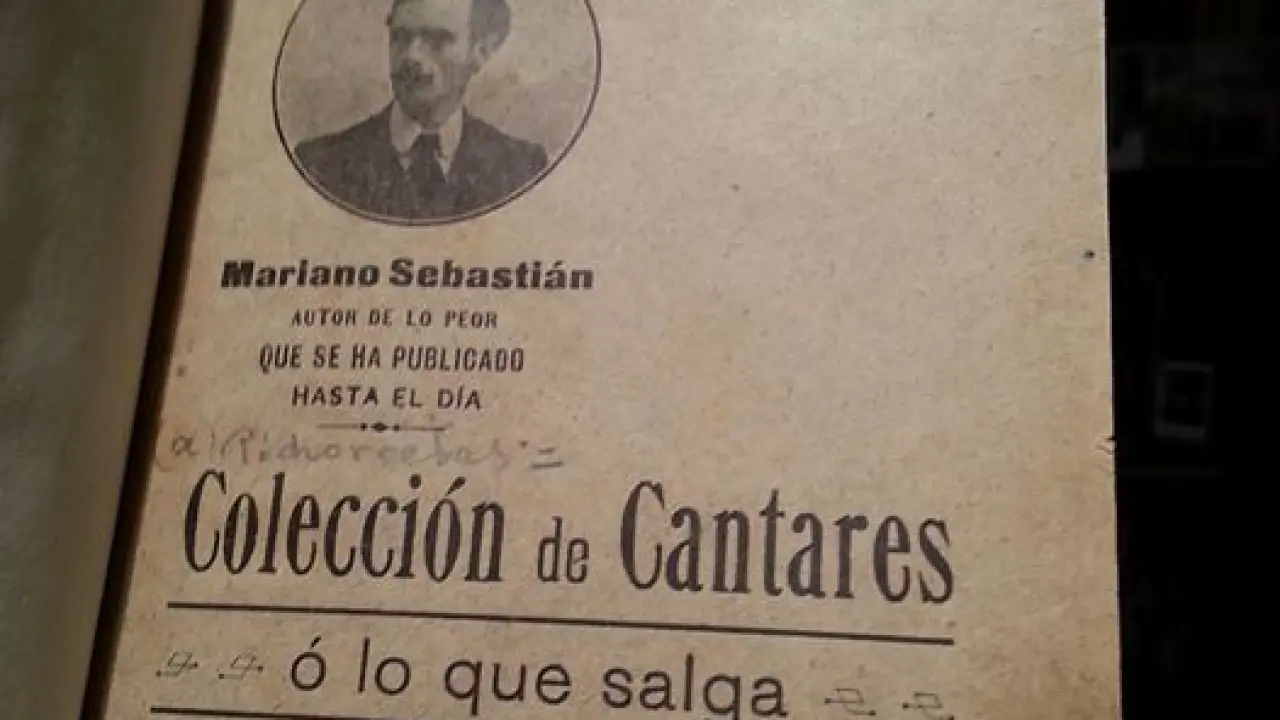 Mariano Sebastián
AUTOR DE LO PEOR
QUE SE HA PUBLICADO
HASTA EL DÍA
(a)
Colección de Cantares
ó lo que salga